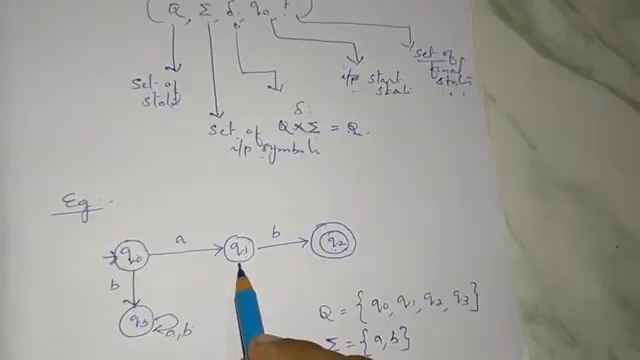 ( Q, Σ, δ, q0, F.
Set of
states
Set of
i/p symbols
δ:
Q×Σ = Q.
i/p start
state
Set of
final
states
Eg:-
q0 a q1 b q2
b
q3 a,b
Q = {q0, q1, q2, q3}
Σ = {a,b}